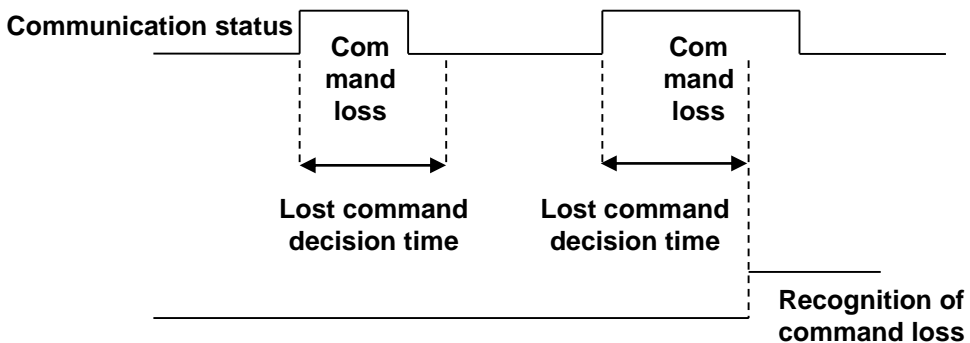 Communication status
Com
mand
loss
Com
mand
loss
Lost command
decision time
Lost command
decision time
Recognition of
command loss